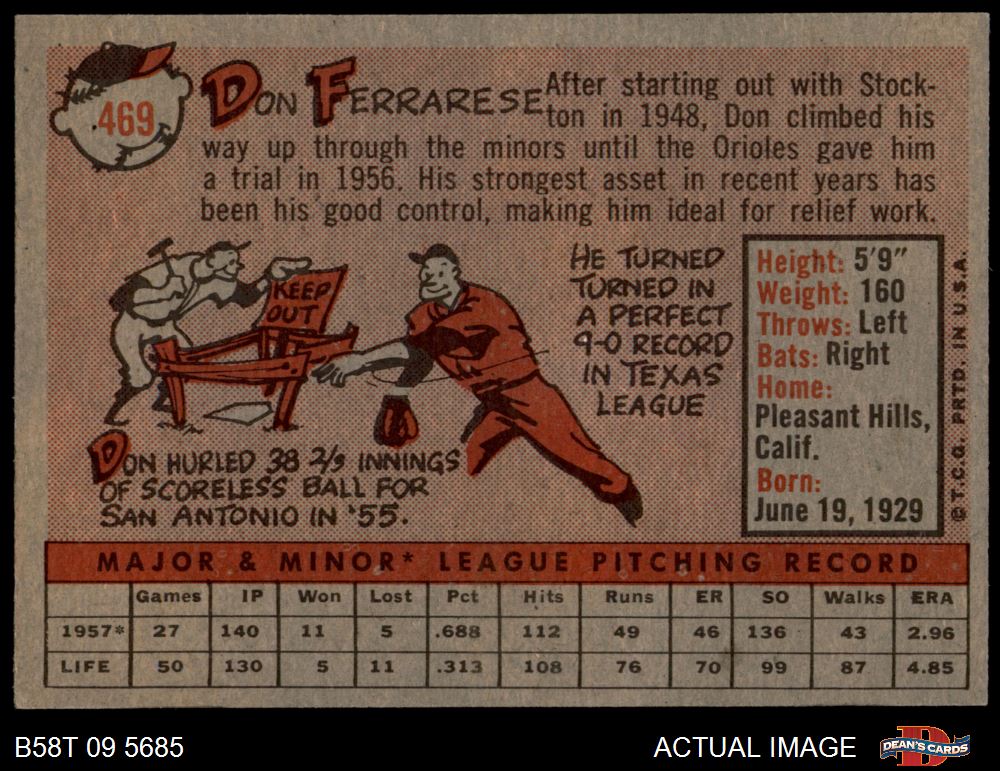 469
DON FERRARESE
After starting out with Stock-
ton in 1948, Don climbed his
way up through the minors until the Orioles gave him
a trial in 1956. His strongest asset in recent years has
been his good control, making him ideal for relief work.
KEEP
OUT
DON HURLED 38 2/3 INNINGS
OF SCORELESS BALL FOR
SAN ANTONIO IN '55.
HE TURNED
TURNED IN
A PERFECT
9-0 RECORD
IN TEXAS
LEAGUE
Height: 5'9"
Weight: 160
Throws: Left
Bats: Right
Home:
Pleasant Hills,
Calif.
Born:
June 19, 1929
© T.C.G. PRTD. IN U.S.A.
MAJOR & MINOR* LEAGUE PITCHING RECORD
Games IP Won Lost Pct Hits Runs ER SO Walks ERA
1957* 27 140 11 5 .688 112 49 46 136 43 2.96
LIFE 50 130 5 11 .313 108 76 70 99 87 4.85
B58T 09 5685
ACTUAL IMAGE
D
DEAN'S CARDS